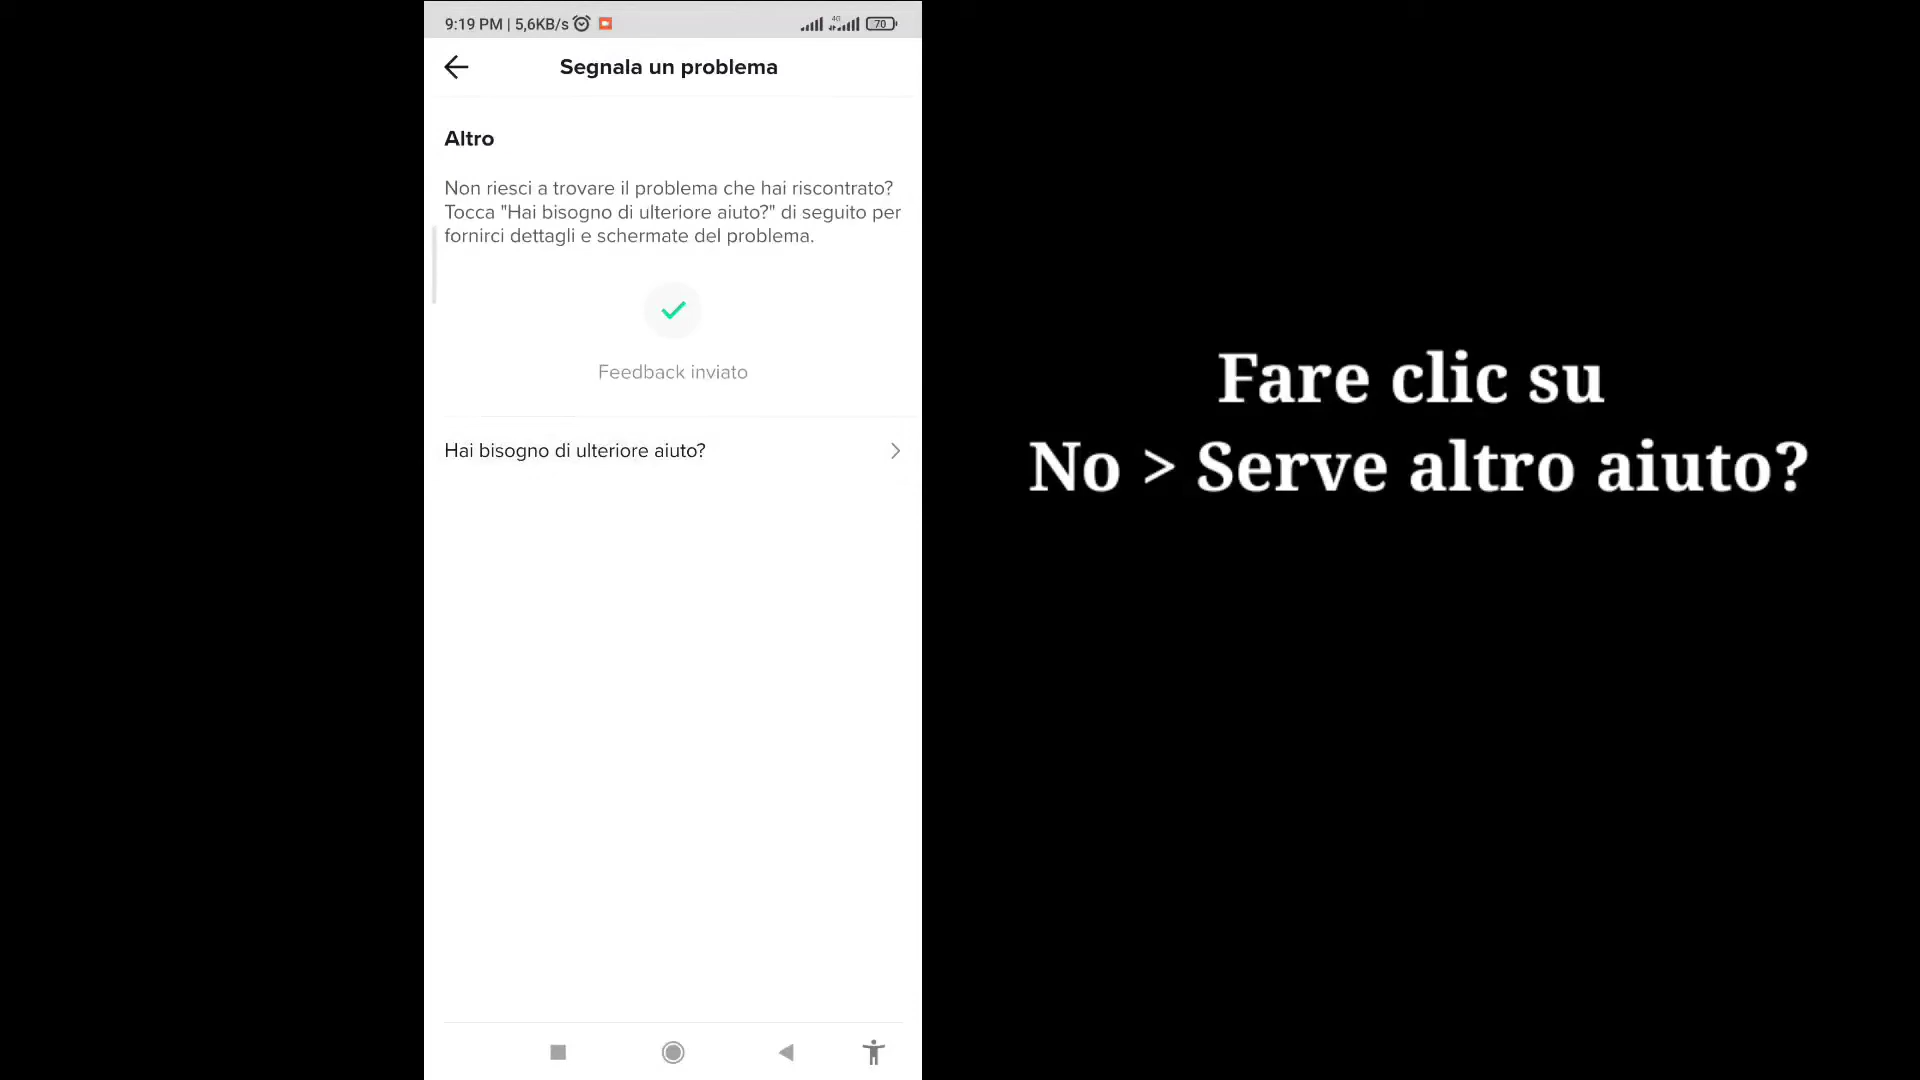 9:19 PM | 5,6KB/s
4G
70
Segnala un problema
Altro
Non riesci a trovare il problema che hai riscontrato?
Tocca "Hai bisogno di ulteriore aiuto?" di seguito per
fornirci dettagli e schermate del problema.
Feedback inviato
Hai bisogno di ulteriore aiuto?
Fare clic su
No > Serve altro aiuto?